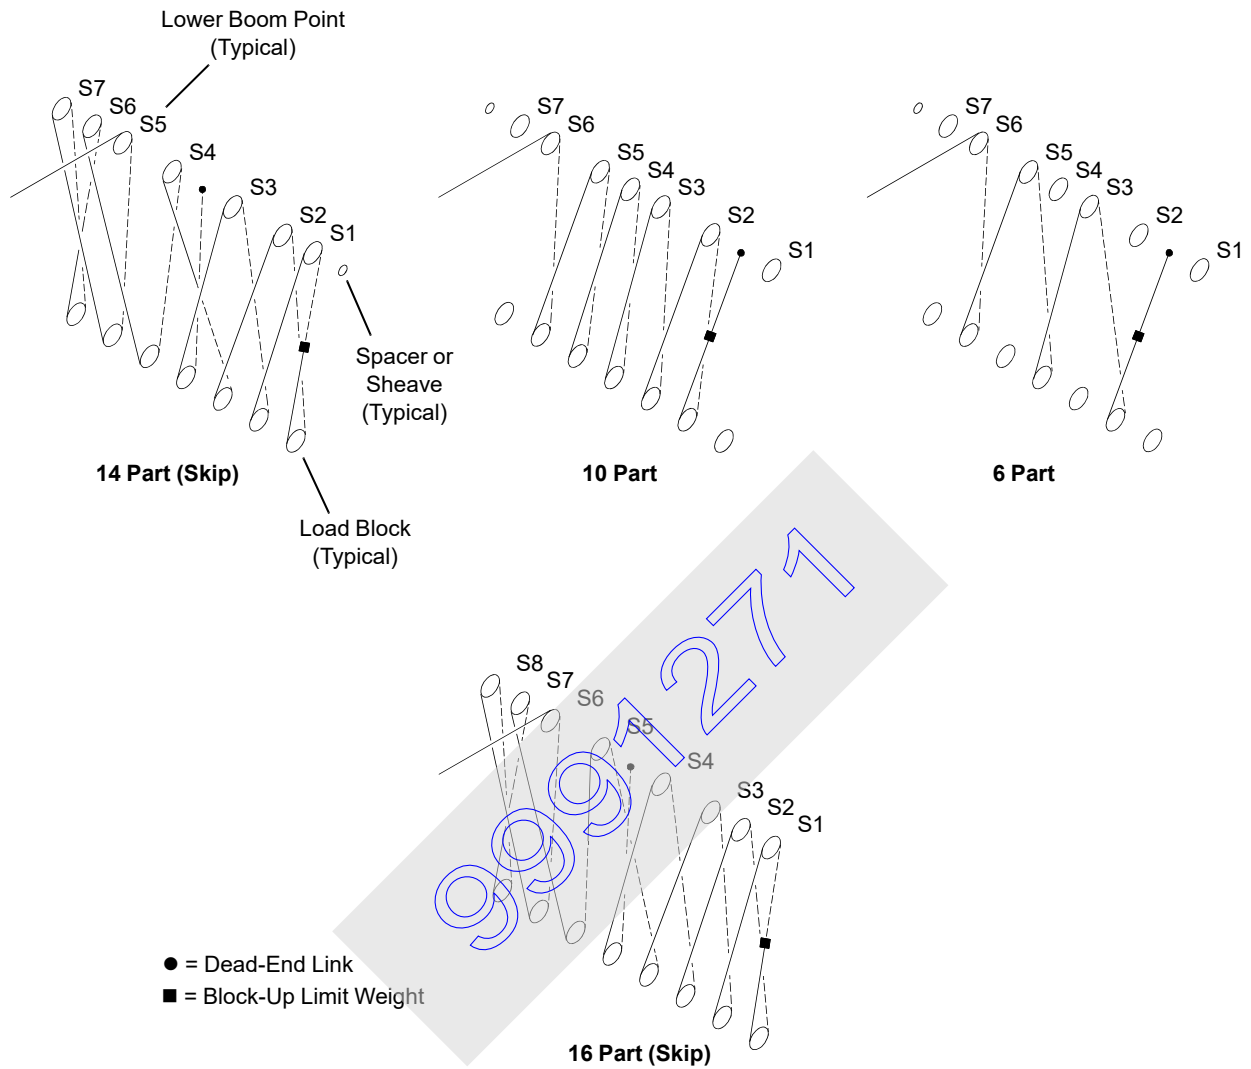 Lower Boom Point
(Typical)
S7
S6
S5
S4
S3
S2
S1
Spacer or
Sheave
(Typical)
14 Part (Skip)
Load Block
(Typical)
S7
S6
S5
S4
S3
S2
S1
10 Part
S7
S6
S5
S4
S3
S2
S1
6 Part
S8
S7
S6
S5
S4
S3
S2
S1
9991271
= Dead-End Link
= Block-Up Limit Weight
16 Part (Skip)